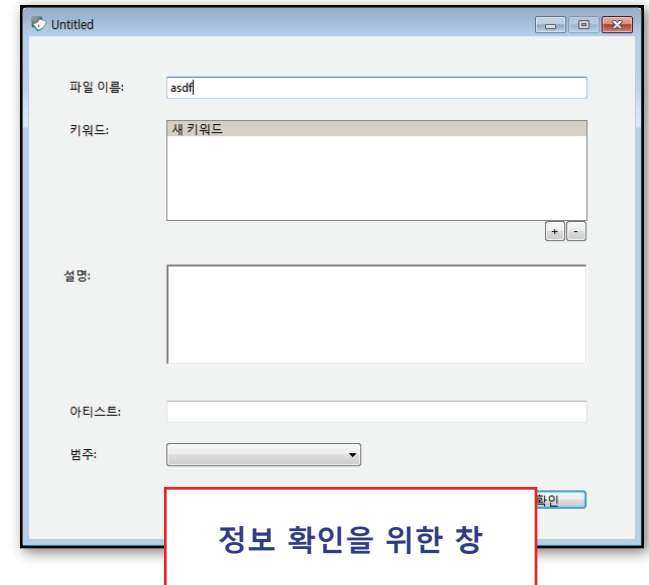 Untitled
파일 이름:
asdf
키워드:
새 키워드
+ -
설명:
아티스트:
범주:
확인
정보 확인을 위한 창